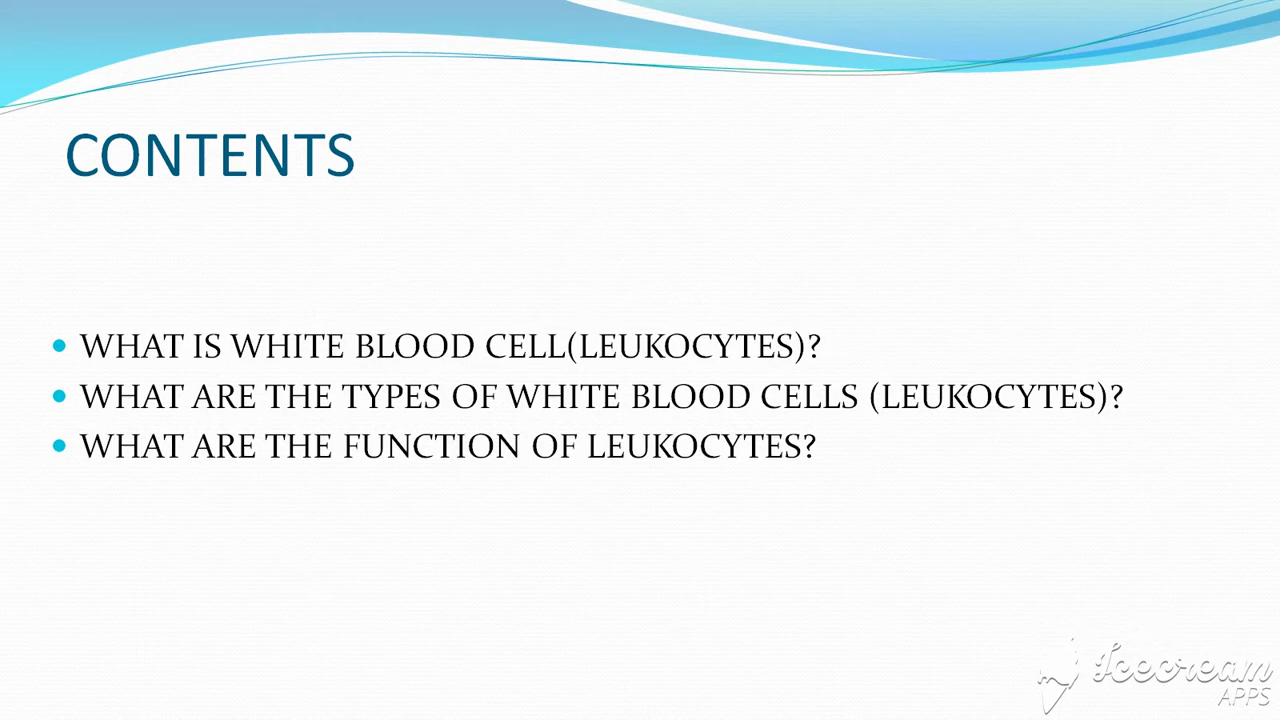 CONTENTS
WHAT IS WHITE BLOOD CELL(LEUKOCYTES)?
WHAT ARE THE TYPES OF WHITE BLOOD CELLS (LEUKOCYTES)?
WHAT ARE THE FUNCTION OF LEUKOCYTES?
Icecream
APPS